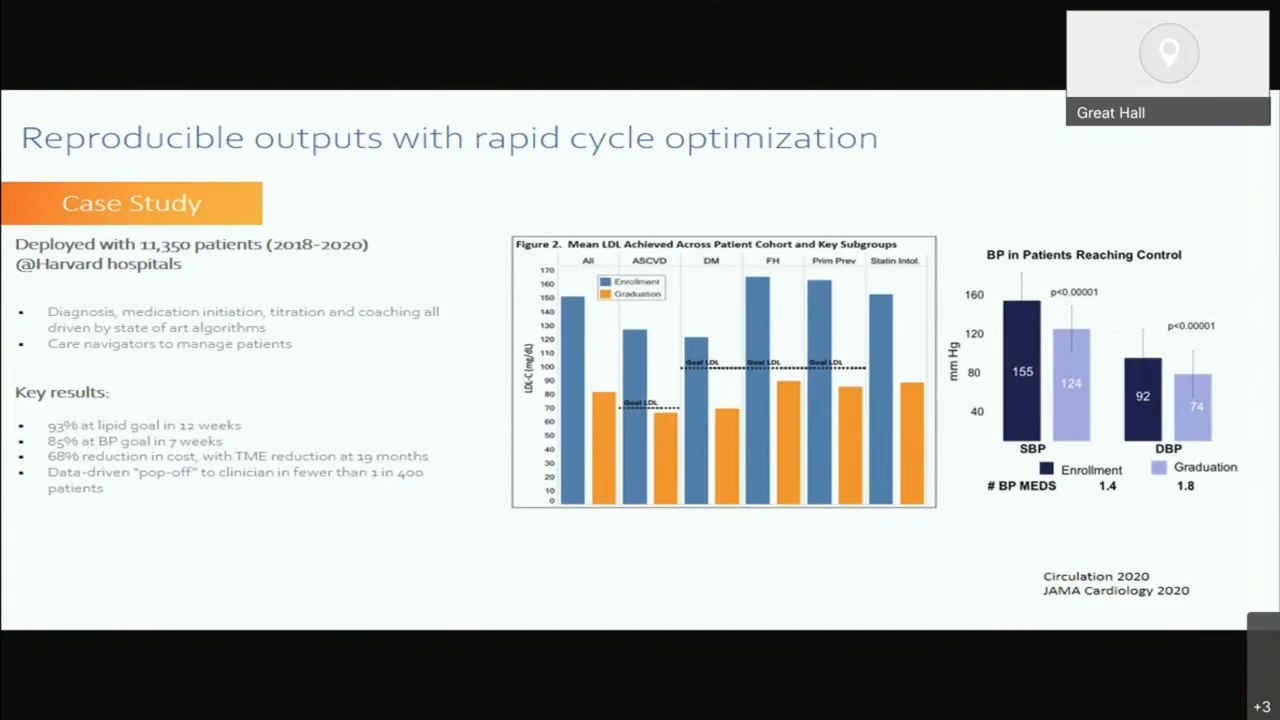 Great Hall
Reproducible outputs with rapid cycle optimization
Case Study
Deployed with 11,350 patients (2018-2020)
@Harvard hospitals
• Diagnosis, medication initiation, titration and coaching all
driven by state of art algorithms
• Care navigators to manage patients
Key results:
• 93% at lipid goal in 12 weeks
• 85% at BP goal in 7 weeks
• 68% reduction in cost, with TME reduction at 19 months
• Data-driven "pop-off" to clinician in fewer than 1 in 400
patients
Figure 2. Mean LDL Achieved Across Patient Cohort and Key Subgroups
All ASCVD DM FH Prim Prev Statin Intol.
Enrollment
Graduation
LDL-C (mg/dL)
170
160
150
140
130
120
110
100
90
80
70
60
50
40
30
20
10
0
Goal LDL
Goal LDL Goal LDL Goal LDL
BP in Patients Reaching Control
mm Hg
160
120
80
40
p<0.00001
p<0.00001
155 124 92 74
SBP DBP
Enrollment Graduation
# BP MEDS 1.4 1.8
Circulation 2020
JAMA Cardiology 2020
+3